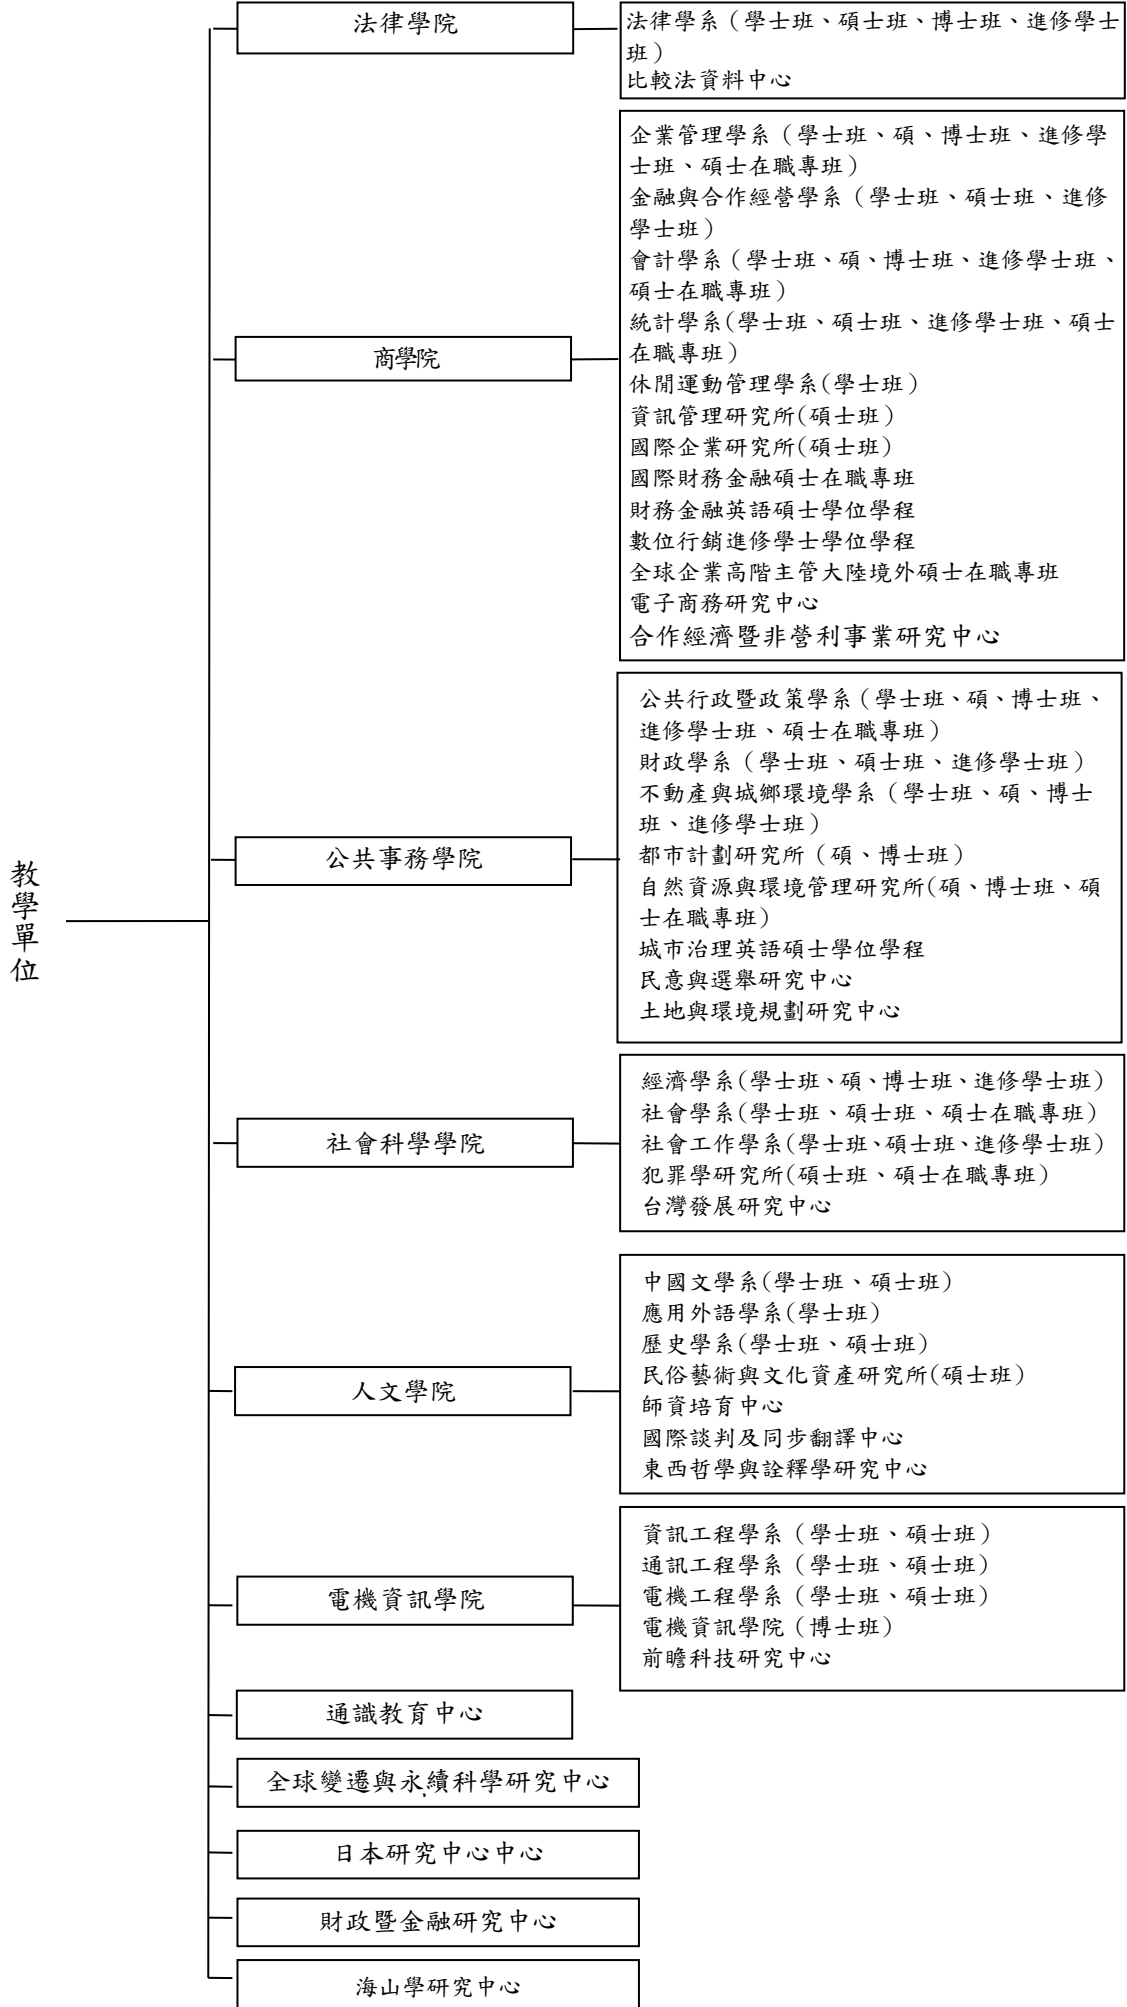 教學單位
法律學院
法律學系（學士班、碩士班、博士班、進修學士
班）
比較法資料中心
商學院
企業管理學系（學士班、碩、博士班、進修學
士班、碩士在職專班）
金融與合作經營學系（學士班、碩士班、進修
學士班）
會計學系（學士班、碩、博士班、進修學士班、
碩士在職專班）
統計學系(學士班、碩士班、進修學士班、碩士
在職專班）
休閒運動管理學系(學士班）
資訊管理研究所(碩士班）
國際企業研究所(碩士班）
國際財務金融碩士在職專班
財務金融英語碩士學位學程
數位行銷進修學士學位學程
全球企業高階主管大陸境外碩士在職專班
電子商務研究中心
合作經濟暨非營利事業研究中心
公共事務學院
公共行政暨政策學系（學士班、碩、博士班、
進修學士班、碩士在職專班）
財政學系（學士班、碩士班、進修學士班）
不動產與城鄉環境學系（學士班、碩、博士
班、進修學士班）
都市計劃研究所（碩、博士班）
自然資源與環境管理研究所(碩、博士班、碩
士在職專班）
城市治理英語碩士學位學程
民意與選舉研究中心
土地與環境規劃研究中心
社會科學學院
經濟學系(學士班、碩、博士班、進修學士班）
社會學系(學士班、碩士班、碩士在職專班）
社會工作學系(學士班、碩士班、進修學士班）
犯罪學研究所(碩士班、碩士在職專班）
台灣發展研究中心
人文學院
中國文學系(學士班、碩士班）
應用外語學系(學士班）
歷史學系(學士班、碩士班）
民俗藝術與文化資產研究所(碩士班）
師資培育中心
國際談判及同步翻譯中心
東西哲學與詮釋學研究中心
電機資訊學院
資訊工程學系（學士班、碩士班）
通訊工程學系（學士班、碩士班）
電機工程學系（學士班、碩士班）
電機資訊學院（博士班）
前瞻科技研究中心
通識教育中心
全球變遷與永續科學研究中心
日本研究中心中心
財政暨金融研究中心
海山學研究中心